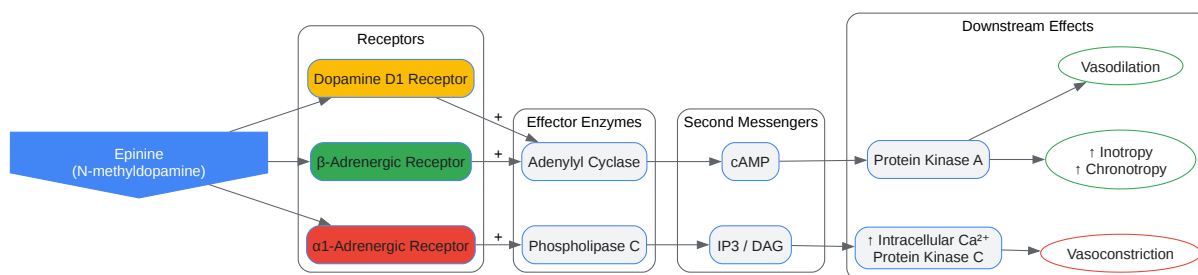 Receptors
Downstream Effects
Dopamine D1 Receptor
Vasodilation
+
Effector Enzymes
Second Messengers
Epinine
(N-methyldopamine)
β-Adrenergic Receptor
+
Adenylyl Cyclase
cAMP
Protein Kinase A
↑ Inotropy
↑ Chronotropy
α1-Adrenergic Receptor
+
Phospholipase C
IP3 / DAG
↑ Intracellular Ca²⁺
Protein Kinase C
Vasoconstriction